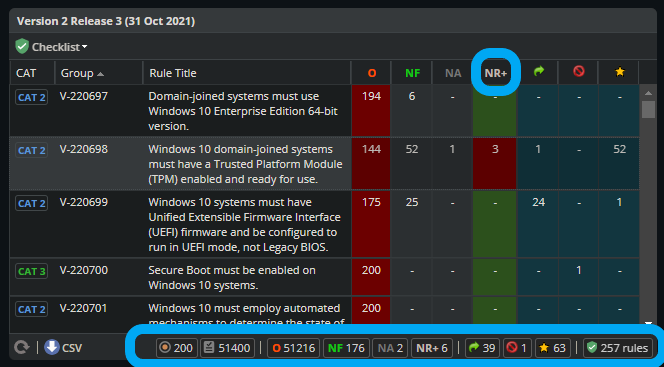 Version 2 Release 3 (31 Oct 2021)
Checklist
CAT Group Rule Title O NF NA NR+
CAT 2 V-220697 Domain-joined systems must use 194 6 - - - - -
Windows 10 Enterprise Edition 64-bit
version.
CAT 2 V-220698 Windows 10 domain-joined systems 144 52 1 3 1 - 52
must have a Trusted Platform Module
(TPM) enabled and ready for use.
CAT 2 V-220699 Windows 10 systems must have 175 25 - - 24 - 1
Unified Extensible Firmware Interface
(UEFI) firmware and be configured to
run in UEFI mode, not Legacy BIOS.
CAT 3 V-220700 Secure Boot must be enabled on 200 - - - - 1 -
Windows 10 systems.
CAT 2 V-220701 Windows 10 must employ automated 200 - - - - - -
mechanisms to determine the state of
CSV 200 51400 O 51216 NF 176 NA 2 NR+ 6 39 1 63 257 rules